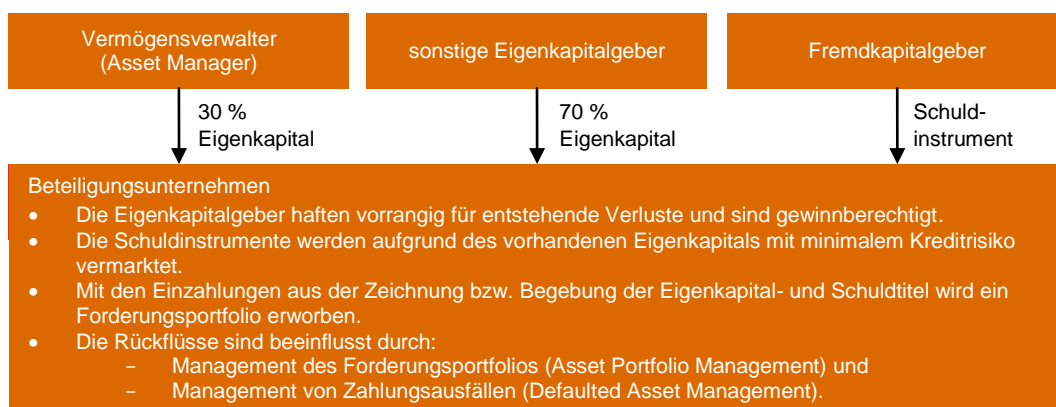 Vermögensverwalter
(Asset Manager)
sonstige Eigenkapitalgeber
Fremdkapitalgeber
30 %
Eigenkapital
70 %
Eigenkapital
Schuld-
instrument
Beteiligungsunternehmen
• Die Eigenkapitalgeber haften vorrangig für entstehende Verluste und sind gewinnberechtigt.
• Die Schuldinstrumente werden aufgrund des vorhandenen Eigenkapitals mit minimalem Kreditrisiko
vermarktet.
• Mit den Einzahlungen aus der Zeichnung bzw. Begebung der Eigenkapital- und Schuldtitel wird ein
Forderungsportfolio erworben.
• Die Rückflüsse sind beeinflusst durch:
- Management des Forderungsportfolios (Asset Portfolio Management) und
- Management von Zahlungsausfällen (Defaulted Asset Management).